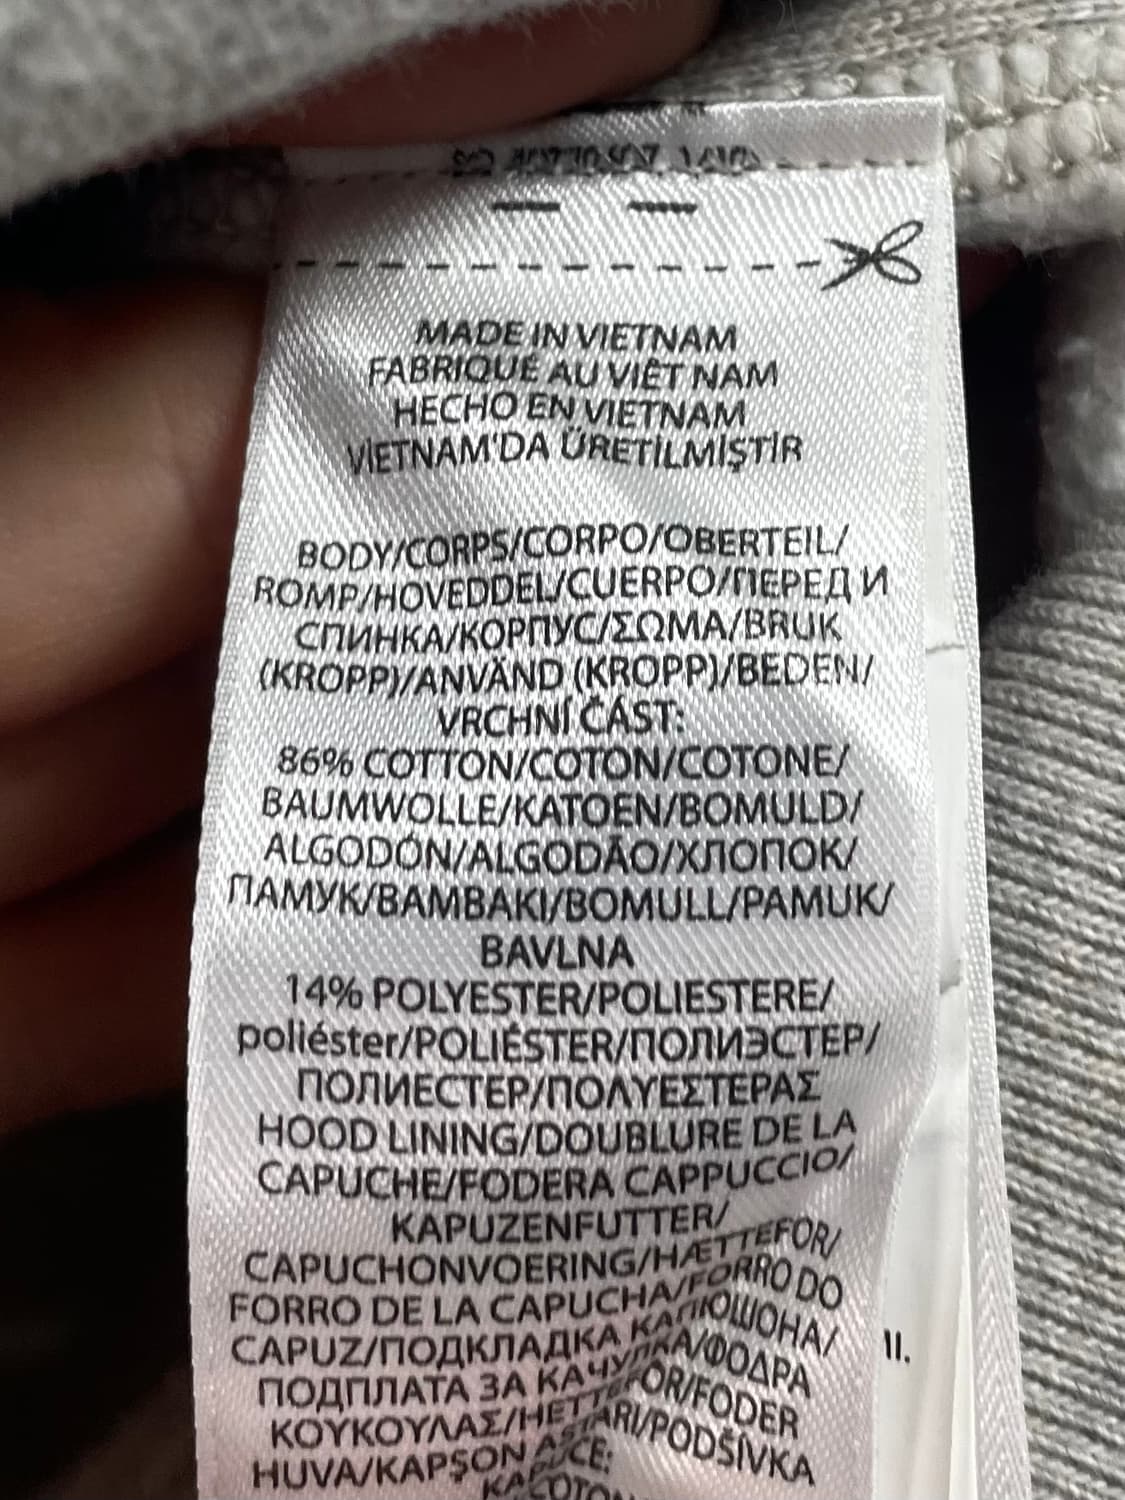 MADE IN VIETNAM
FABRIQUÉ AU VIÊT NAM
HECHO EN VIETNAM
VİETNAM'DA ÜRETİLMİŞTİR
BODY/CORPS/CORPO/OBERTEIL/
ROMP/HOVEDDEL/CUERPO/ПЕРЕД И
СПИНКА/КОРПУС/ΣΩΜΑ/BRUK
(KROPP)/ANVÄND (KROPP)/BEDEN/
VRCHNÍ ČÁST:
86% COTTON/COTON/COTONE/
BAUMWOLLE/KATOEN/BOMULD/
ALGODÓN/ALGODÃO/ХЛОПОК/
ПАМУК/BAMBAKI/BOMULL/PAMUK/
BAVLNA
14% POLYESTER/POLIESTERE/
poliéster/POLIÉSTER/ПОЛИЭСТЕР/
ПОЛИЕСТЕР/ΠΟΛΥΕΣΤΕΡΑΣ
HOOD LINING/DOUBLURE DE LA
CAPUCHE/FODERA CAPPUCCIO/
KAPUZENFUTTER/
CAPUCHONVOERING/HÆTTEFOR/
FORRO DE LA CAPUCHA/FORRO DO
CAPUZ/ПОДКЛАДКА КАПЮШОНА/
ПОДПЛАТА ЗА КАЧУЛКА/ΦΟΔΡΑ
ΚΟΥΚΟΥΛΑΣ/HETTEFOR/FODER
HUVA/KAPŞON ASTARI/PODŠÍVKA